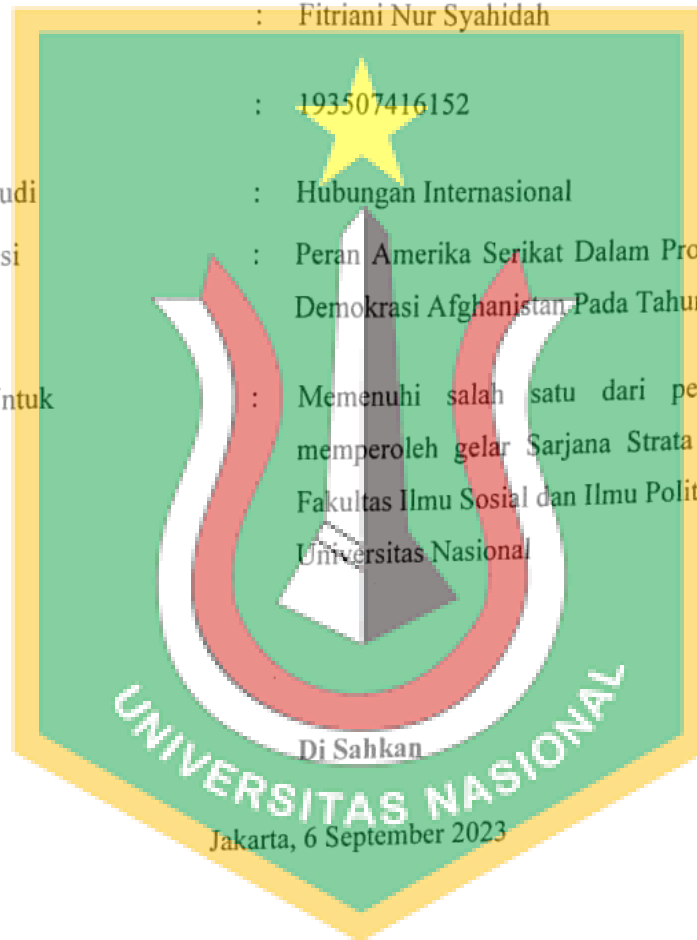 : Fitriani Nur Syahidah
: 193507416152
udi : Hubungan Internasional
si : Peran Amerika Serikat Dalam Pro
Demokrasi Afghanistan Pada Tahun
Untuk : Memenuhi salah satu dari pe
memperoleh gelar Sarjana Strata
Fakultas Ilmu Sosial dan Ilmu Polit
Universitas Nasional
Di Sahkan
UNIVERSITAS NASIONAL
Jakarta, 6 September 2023